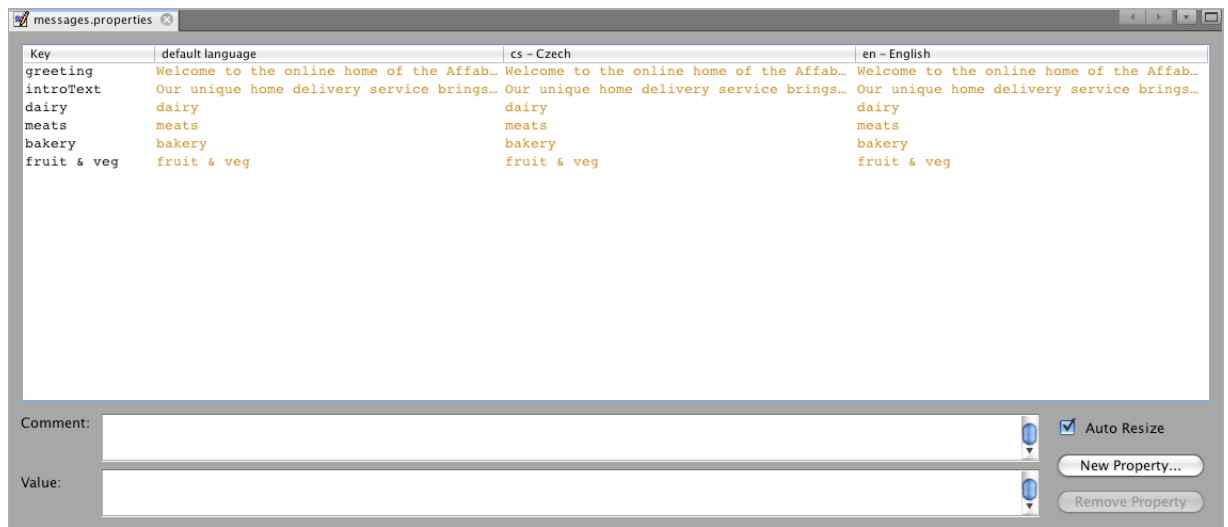 messages.properties
Key default language cs – Czech en – English
greeting Welcome to the online home of the Affab… Welcome to the online home of the Affab… Welcome to the online home of the Affab…
introText Our unique home delivery service brings… Our unique home delivery service brings… Our unique home delivery service brings…
dairy dairy dairy dairy
meats meats meats meats
bakery bakery bakery bakery
fruit & veg fruit & veg fruit & veg fruit & veg
Comment:
Auto Resize
New Property...
Value:
Remove Property